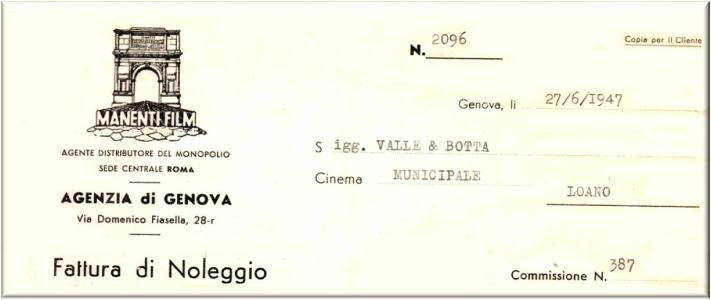 MANENTI FILM
AGENTE DISTRIBUTORE DEL MONOPOLIO
SEDE CENTRALE ROMA
AGENZIA di GENOVA
Via Domenico Fiasella, 28-r
Fattura di Noleggio
N. 2096
Copia per il Cliente
Genova, li 27/6/1947
S igg. VALLE & BOTTA
Cinema MUNICIPALE
LOANO
Commissione N. 387